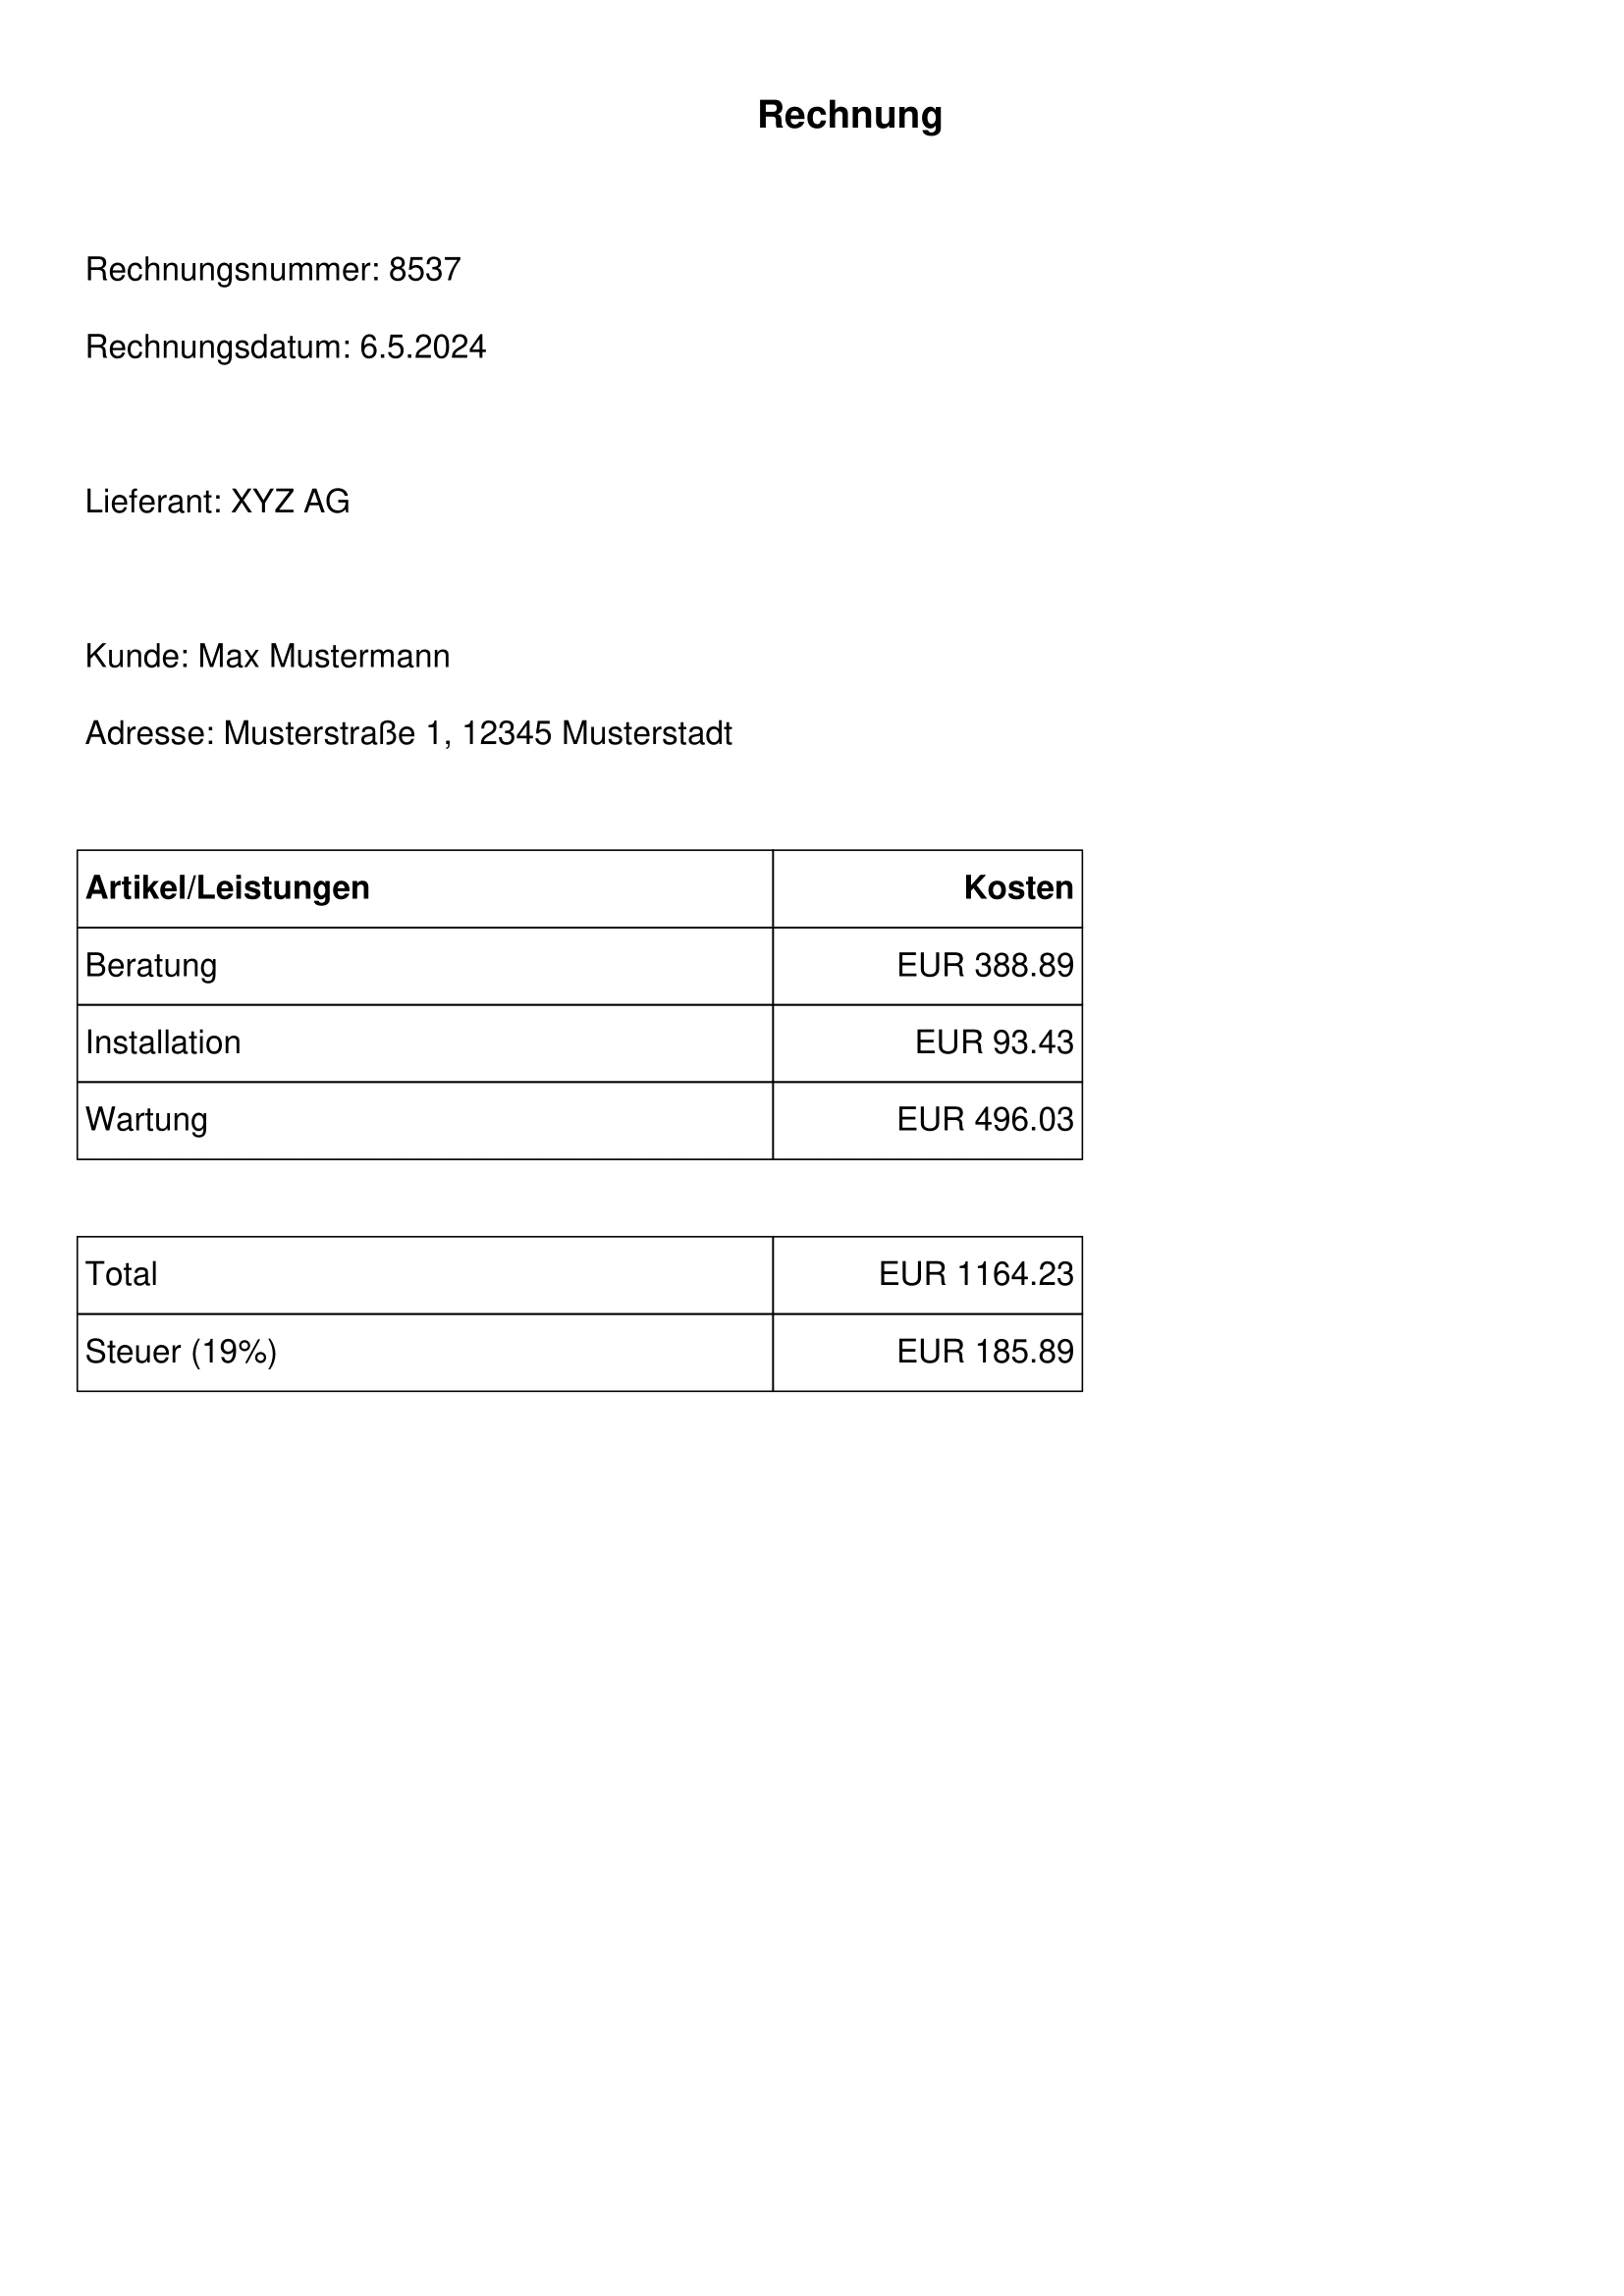 Rechnung
Rechnungsnummer: 8537
Rechnungsdatum: 6.5.2024
Lieferant: XYZ AG
Kunde: Max Mustermann
Adresse: Musterstraße 1, 12345 Musterstadt
Artikel/Leistungen Kosten
Beratung EUR 388.89
Installation EUR 93.43
Wartung EUR 496.03
Total EUR 1164.23
Steuer (19%) EUR 185.89